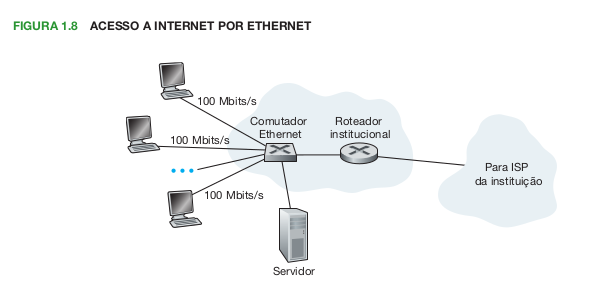 FIGURA 1.8 ACESSO A INTERNET POR ETHERNET
100 Mbits/s
Comutador
Ethernet
Roteador
institucional
100 Mbits/s
Para ISP
da instituição
100 Mbits/s
Servidor